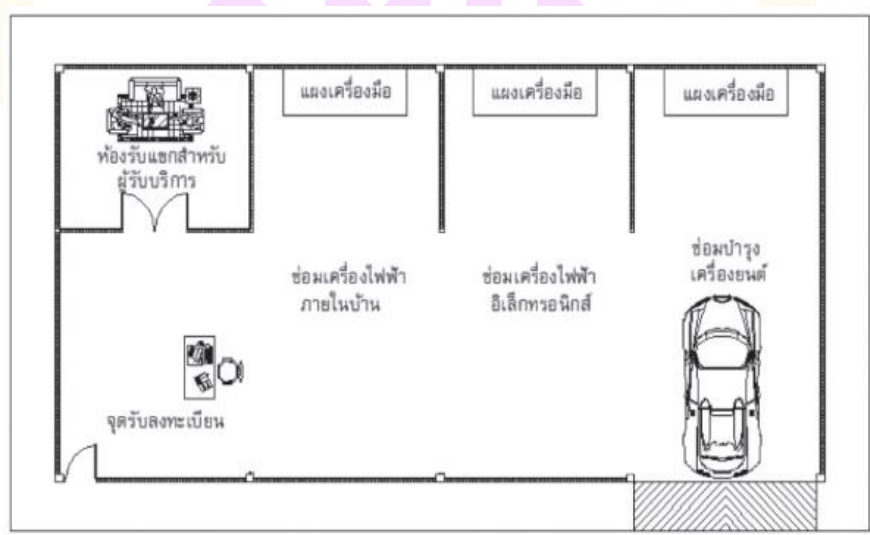 แผงเครื่องมือ
แผงเครื่องมือ
แผงเครื่องมือ
ห้องรับแขกสำหรับ
ผู้รับบริการ
ซ่อมเครื่องไฟฟ้า
ภายในบ้าน
ซ่อมเครื่องไฟฟ้า
อิเล็กทรอนิกส์
ซ่อมบำรุง
เครื่องยนต์
จุดรับลงทะเบียน